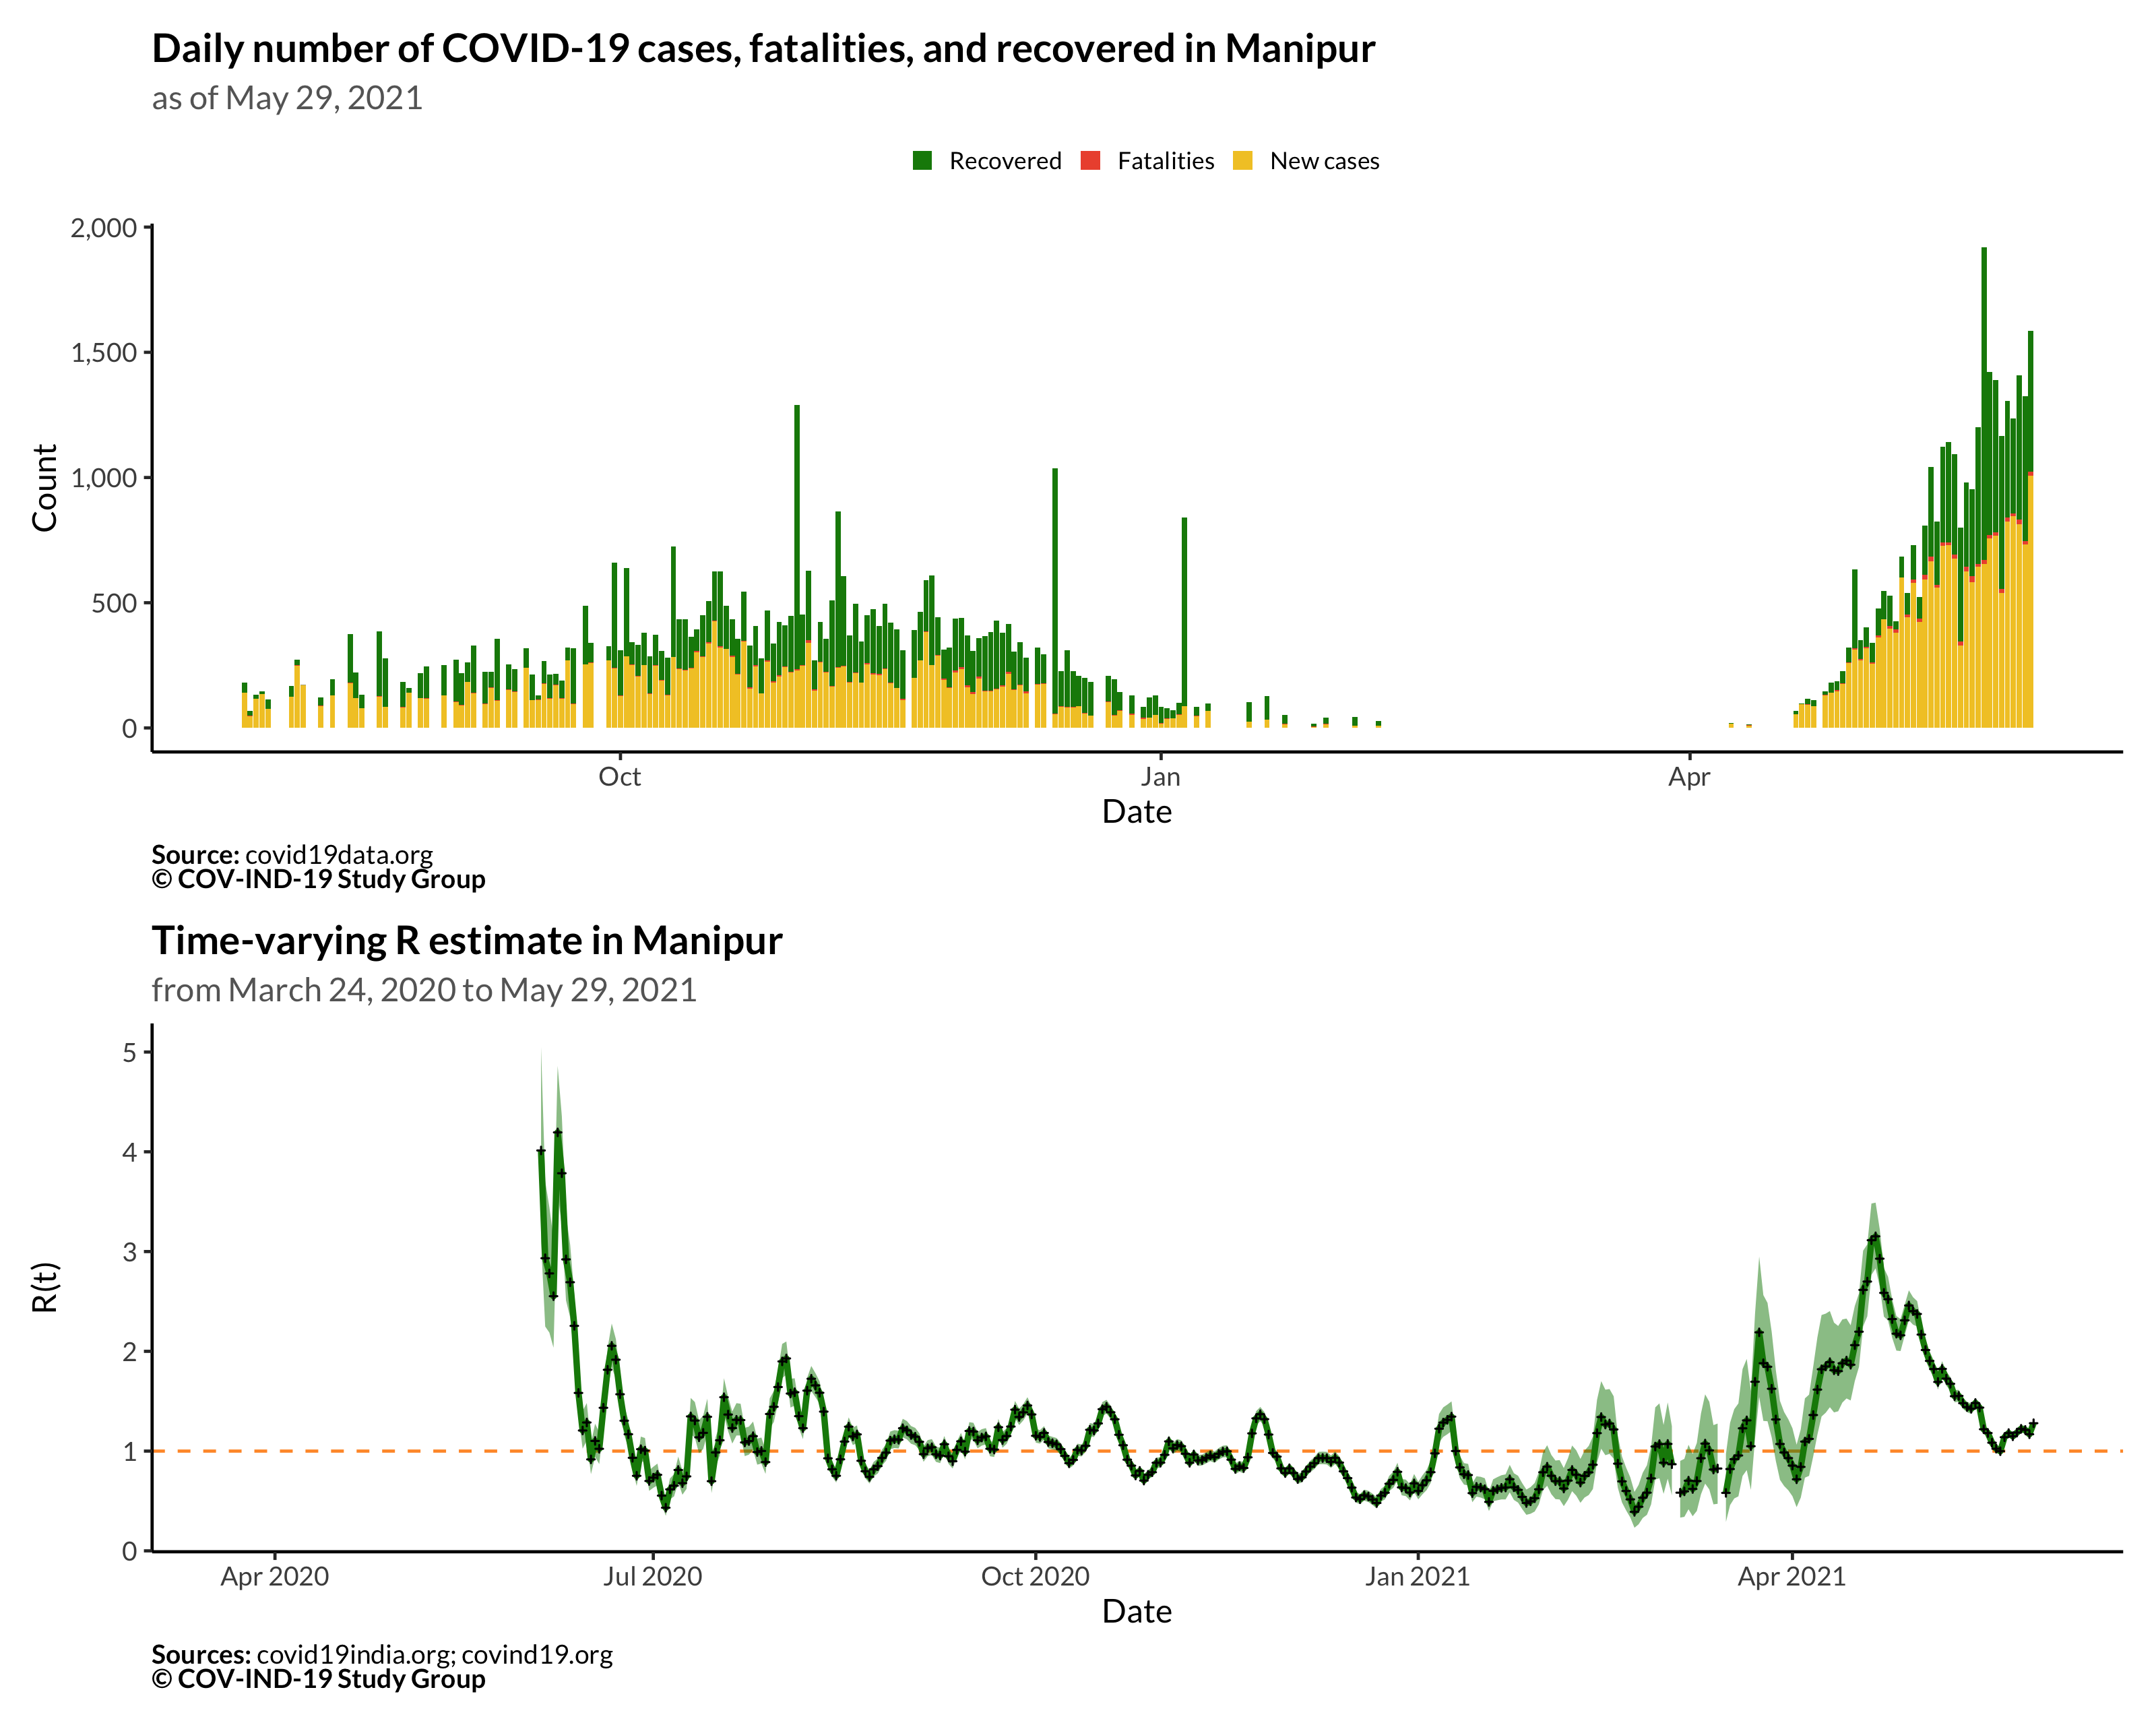 Daily number of COVID-19 cases, fatalities, and recovered in Manipur
as of May 29, 2021
Recovered Fatalities New cases
2,000
1,500
1,000
500
0
Count
Oct Jan Apr
Date
Source: covid19data.org
© COV-IND-19 Study Group
Time-varying R estimate in Manipur
from March 24, 2020 to May 29, 2021
5
4
3
2
1
0
R(t)
Apr 2020 Jul 2020 Oct 2020 Jan 2021 Apr 2021
Date
Sources: covid19india.org; covind19.org
© COV-IND-19 Study Group